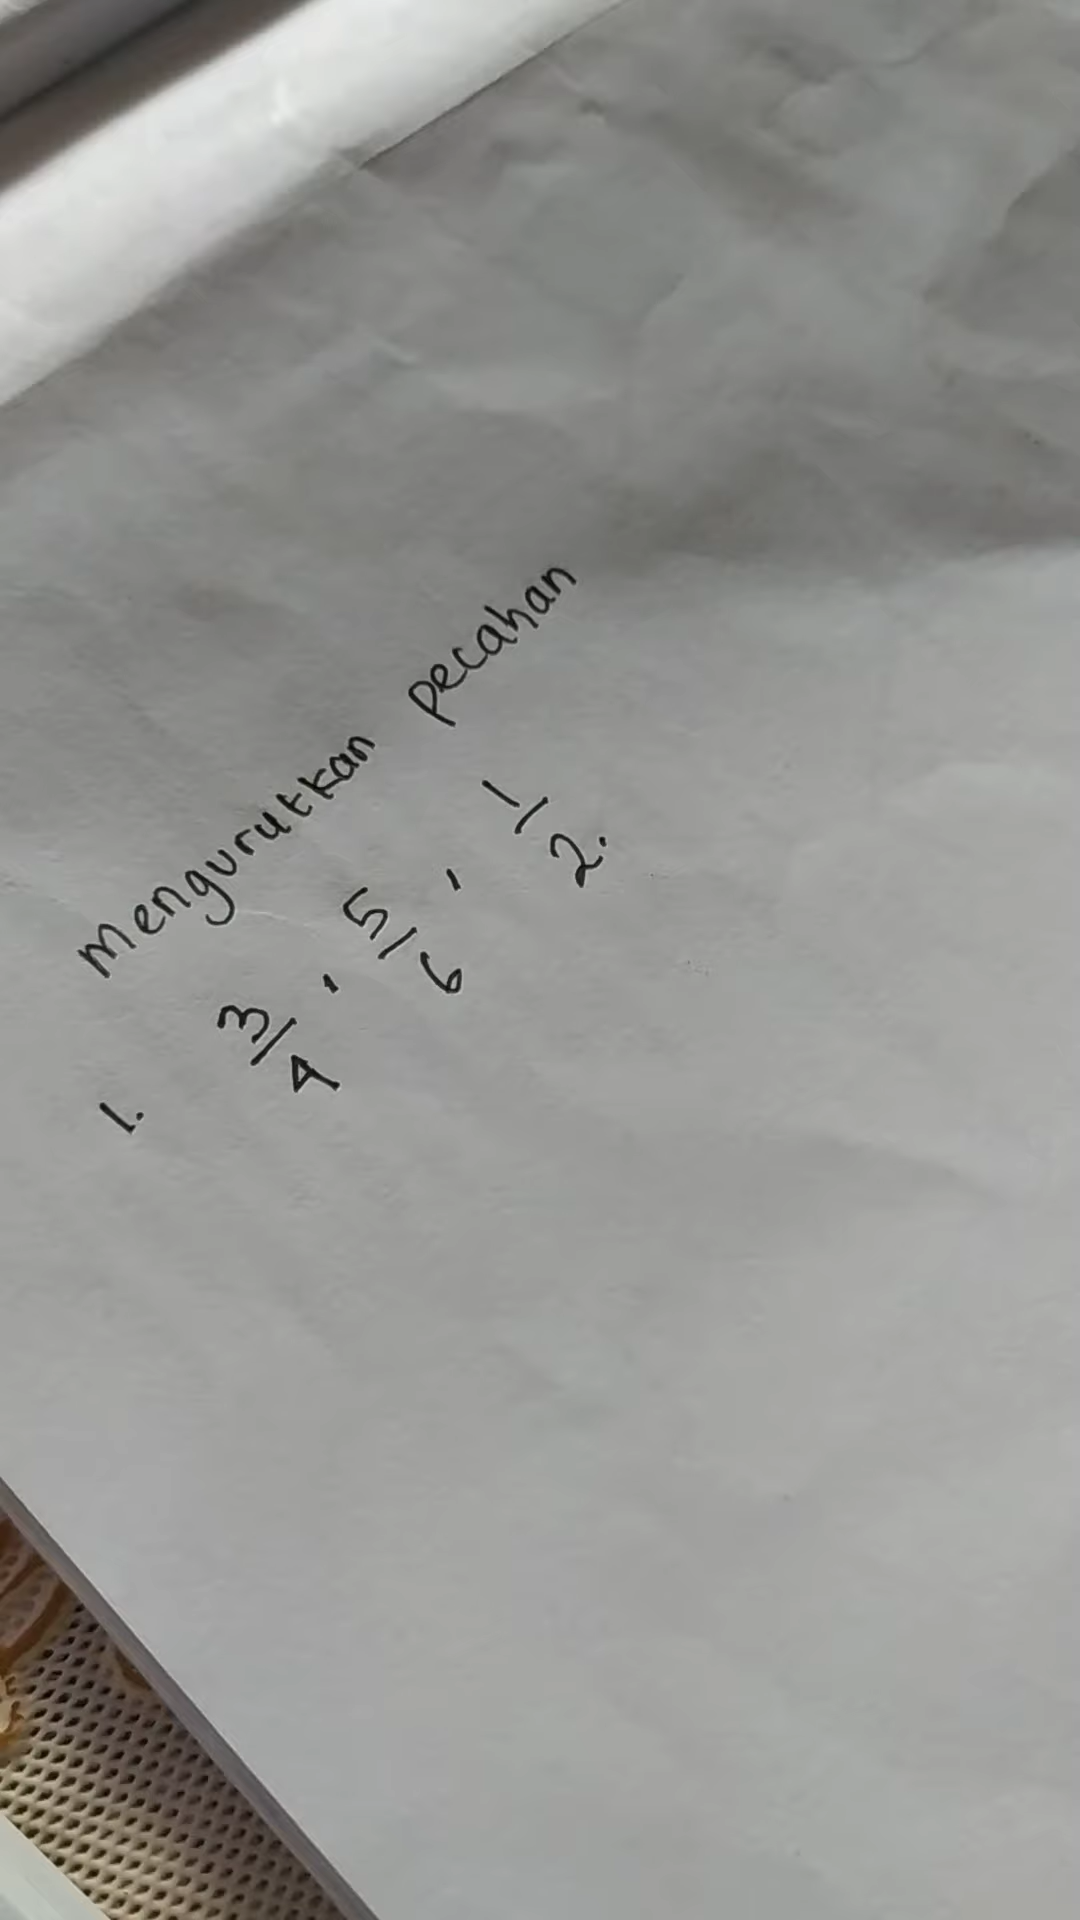 mengurutkan pecahan
1. 3/4 , 5/6 , 1/2.